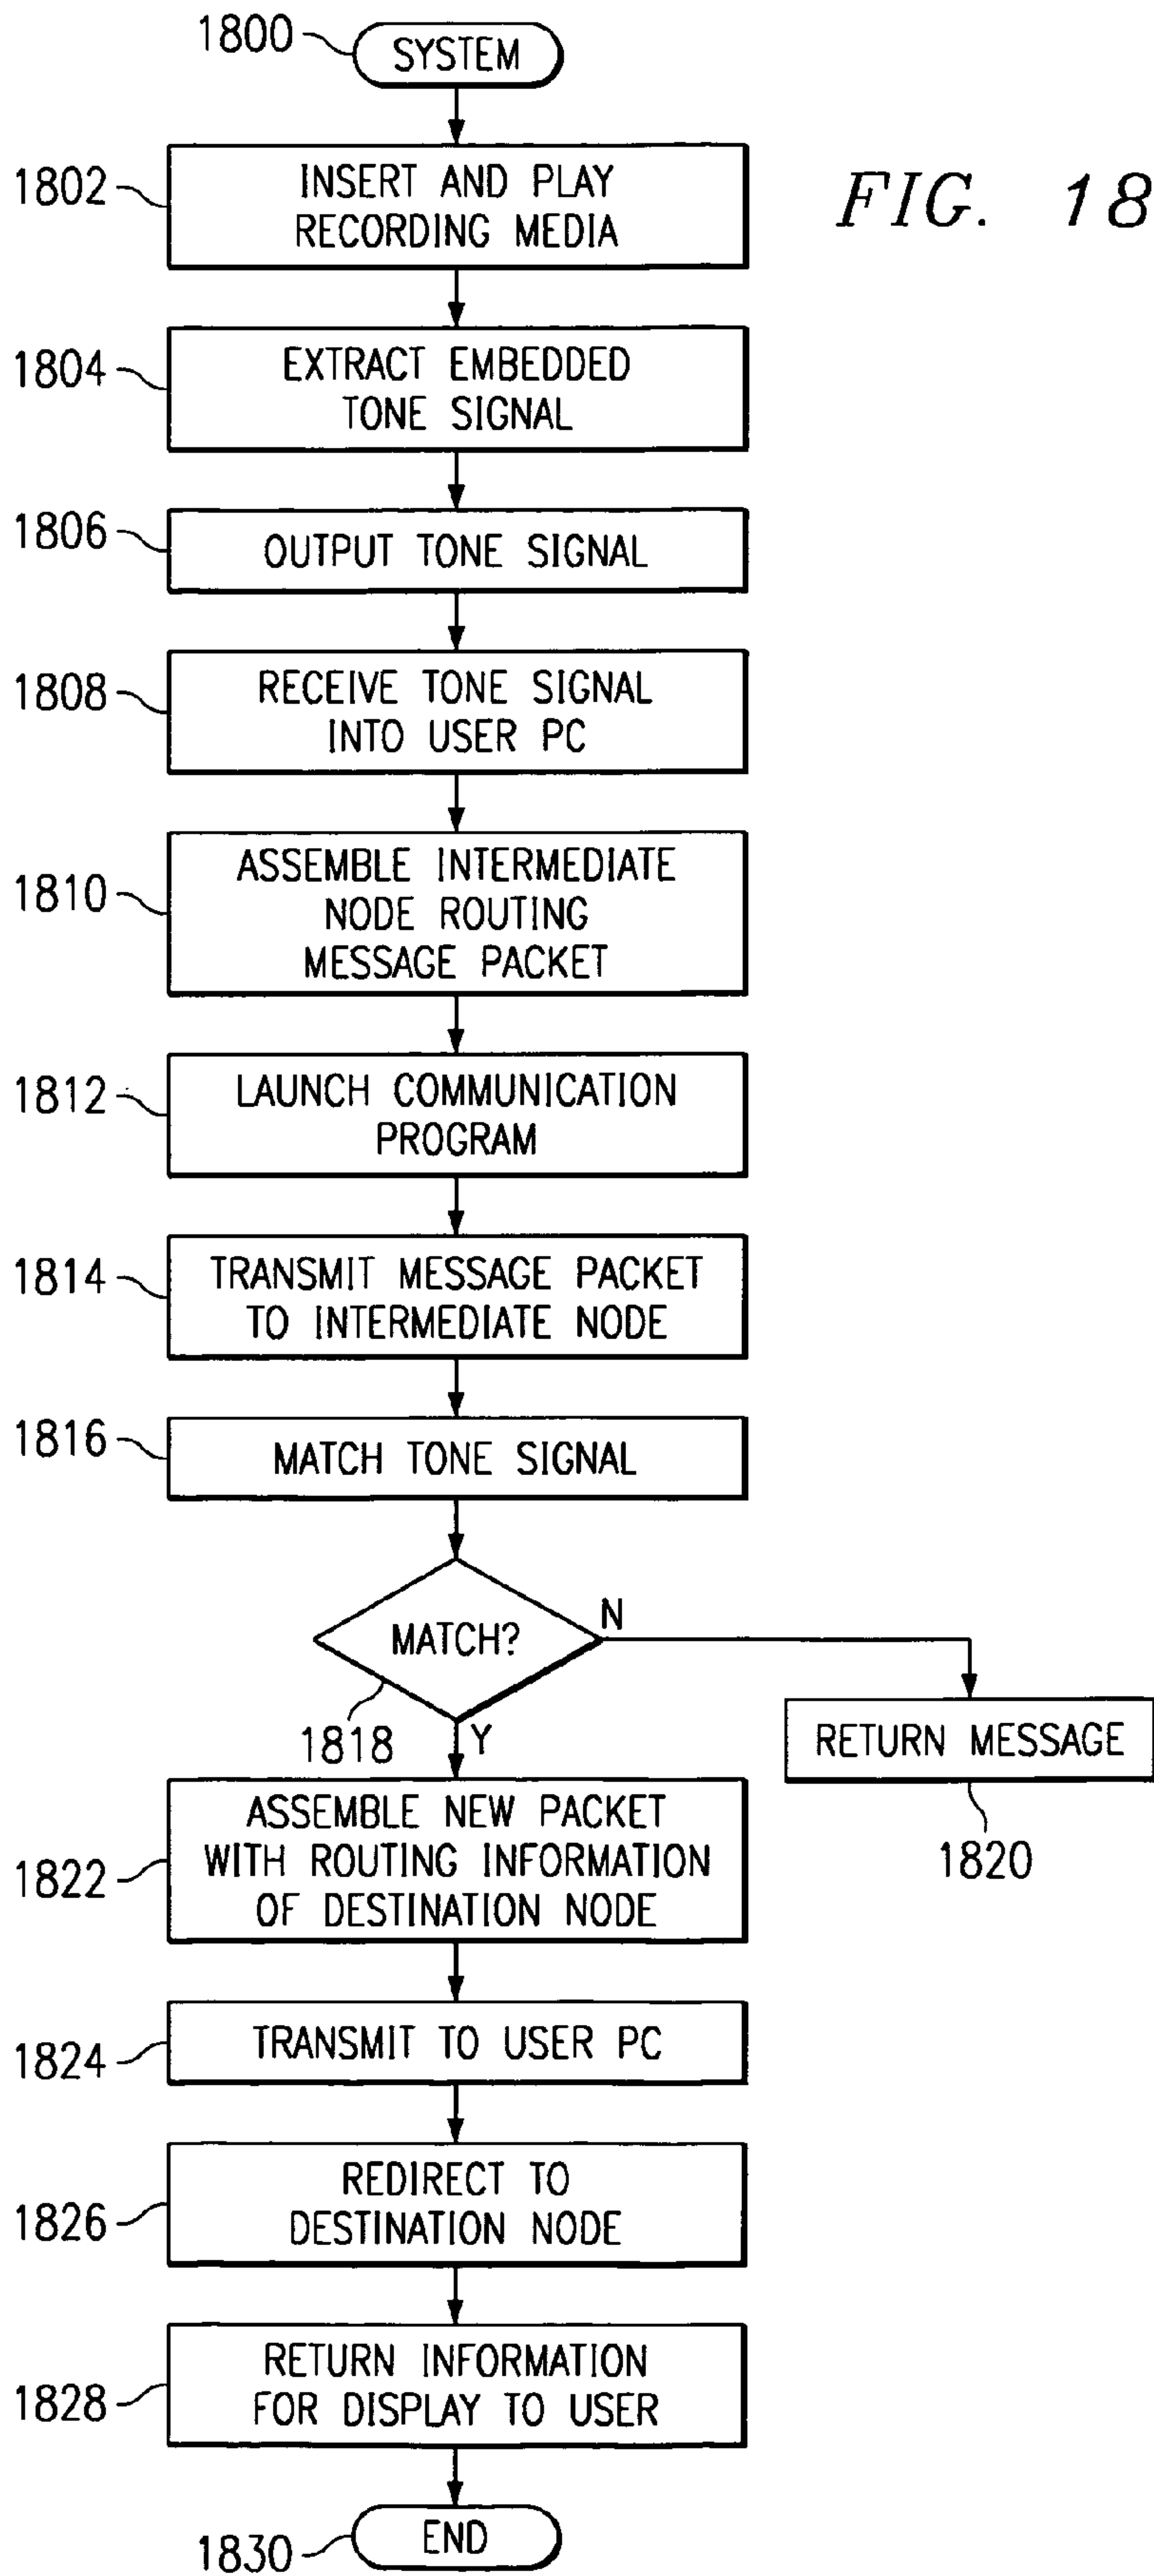 1800
SYSTEM
FIG. 18
1802
INSERT AND PLAY
RECORDING MEDIA
1804
EXTRACT EMBEDDED
TONE SIGNAL
1806
OUTPUT TONE SIGNAL
1808
RECEIVE TONE SIGNAL
INTO USER PC
1810
ASSEMBLE INTERMEDIATE
NODE ROUTING
MESSAGE PACKET
1812
LAUNCH COMMUNICATION
PROGRAM
1814
TRANSMIT MESSAGE PACKET
TO INTERMEDIATE NODE
1816
MATCH TONE SIGNAL
MATCH?
N
1818
Y
RETURN MESSAGE
1820
1822
ASSEMBLE NEW PACKET
WITH ROUTING INFORMATION
OF DESTINATION NODE
1824
TRANSMIT TO USER PC
1826
REDIRECT TO
DESTINATION NODE
1828
RETURN INFORMATION
FOR DISPLAY TO USER
1830
END